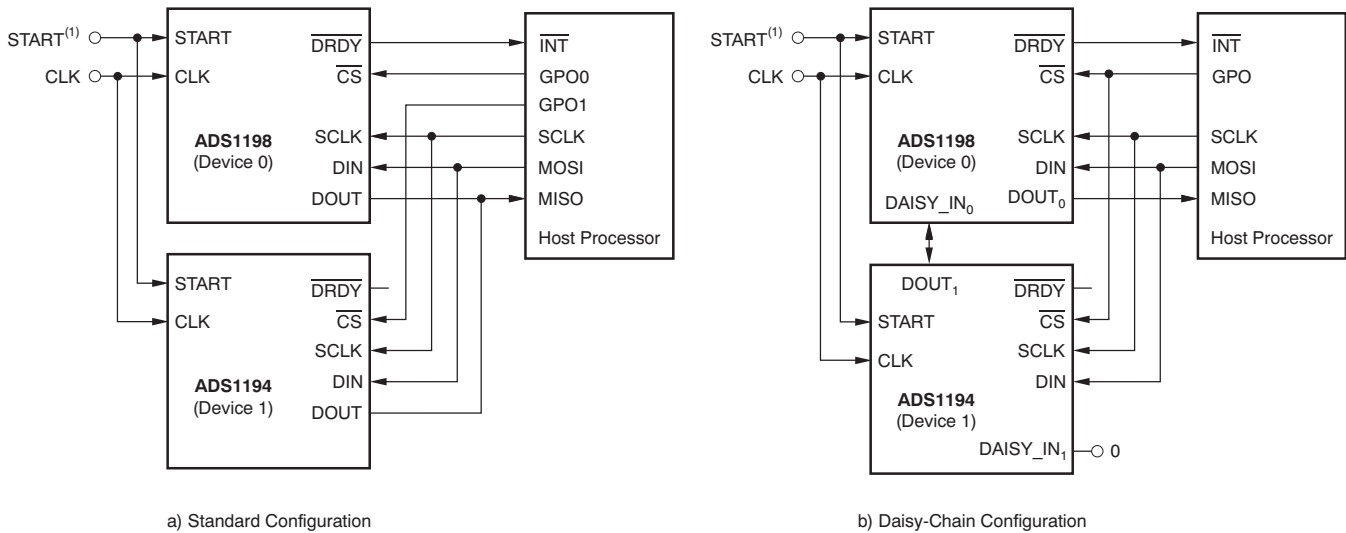 START(1)
CLK
START
CLK
ADS1198
(Device 0)
DRDY
CS
SCLK
DIN
DOUT
INT
GPO0
GPO1
SCLK
MOSI
MISO
Host Processor
START
CLK
ADS1194
(Device 1)
DRDY
CS
SCLK
DIN
DOUT
a) Standard Configuration
START(1)
CLK
START
CLK
ADS1198
(Device 0)
DRDY
CS
SCLK
DIN
DOUT0
DAISY_IN0
INT
GPO
SCLK
MOSI
MISO
Host Processor
DOUT1
START
CLK
ADS1194
(Device 1)
DRDY
CS
SCLK
DIN
DAISY_IN1 0
b) Daisy-Chain Configuration